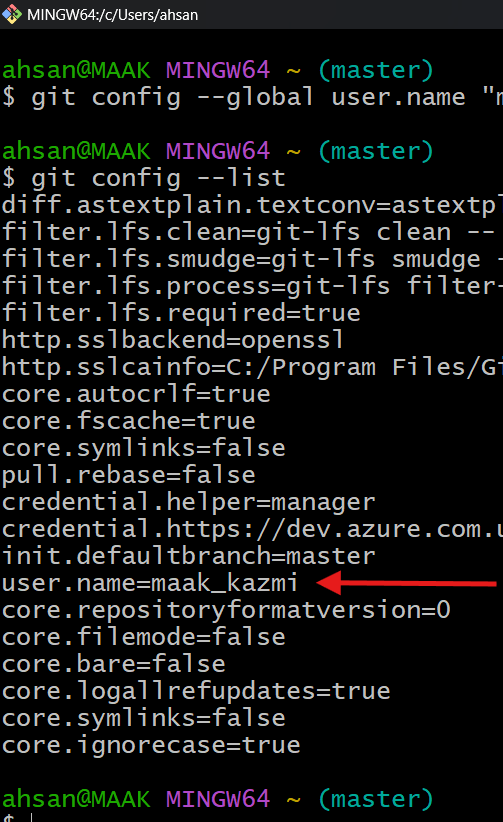 MINGW64:/c/Users/ahsan
ahsan@MAAK MINGW64 ~ (master)
$ git config --global user.name "m
ahsan@MAAK MINGW64 ~ (master)
$ git config --list
diff.astextplain.textconv=astextpl
filter.lfs.clean=git-lfs clean --
filter.lfs.smudge=git-lfs smudge -
filter.lfs.process=git-lfs filter-
filter.lfs.required=true
http.sslbackend=openssl
http.sslcainfo=C:/Program Files/Gi
core.autocrlf=true
core.fscache=true
core.symlinks=false
pull.rebase=false
credential.helper=manager
credential.https://dev.azure.com.u
init.defaultbranch=master
user.name=maak_kazmi
core.repositoryformatversion=0
core.filemode=false
core.bare=false
core.logallrefupdates=true
core.symlinks=false
core.ignorecase=true
ahsan@MAAK MINGW64 ~ (master)
$